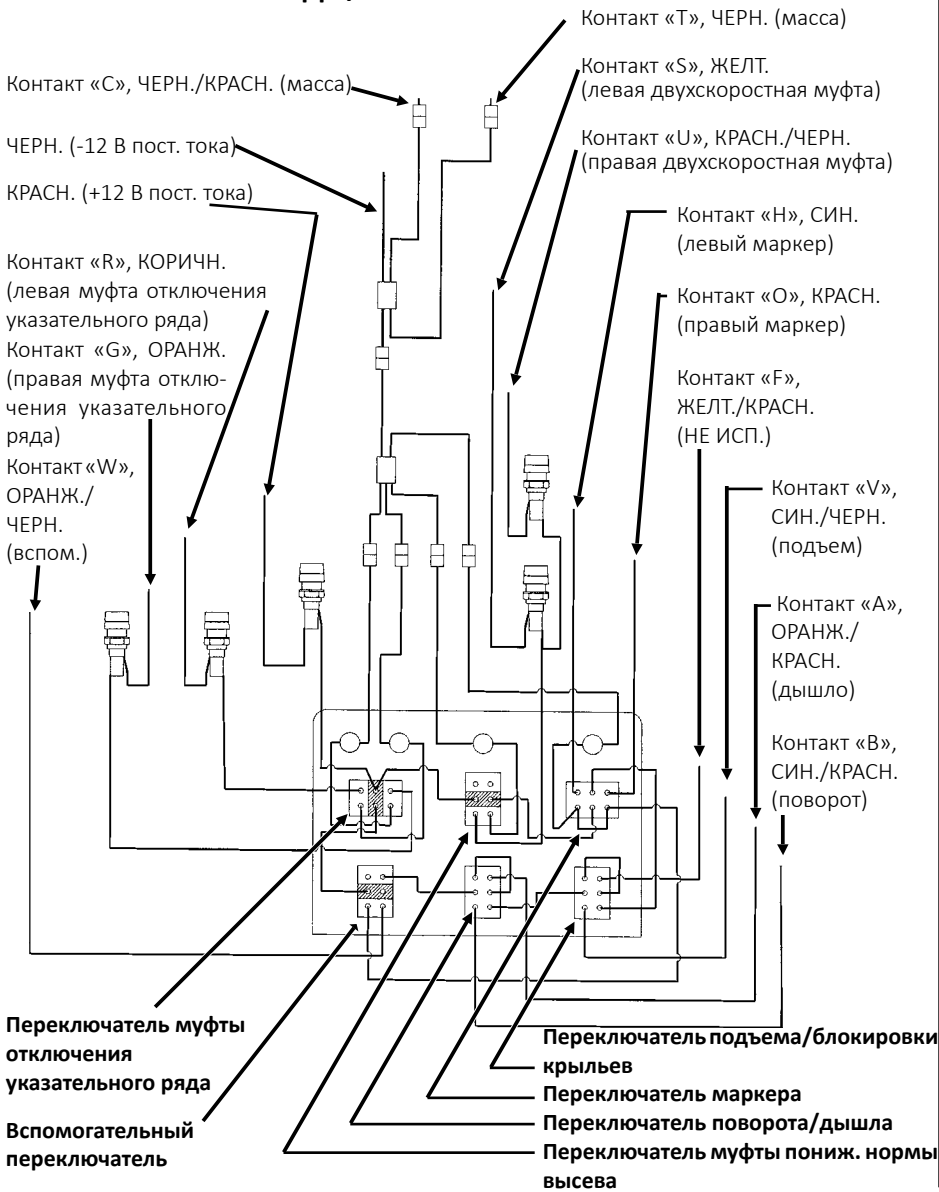 Контакт «T», ЧЕРН. (масса)
Контакт «C», ЧЕРН./КРАСН. (масса)
Контакт «S», ЖЕЛТ.
(левая двухскоростная муфта)
ЧЕРН. (-12 В пост. тока)
Контакт «U», КРАСН./ЧЕРН.
(правая двухскоростная муфта)
КРАСН. (+12 В пост. тока)
Контакт «H», СИН.
(левый маркер)
Контакт «R», КОРИЧН.
(левая муфта отключения
указательного ряда)
Контакт «O», КРАСН.
(правый маркер)
Контакт «G», ОРАНЖ.
(правая муфта отклю-
чения указательного
ряда)
Контакт «F»,
ЖЕЛТ./КРАСН.
(НЕ ИСП.)
Контакт «W»,
ОРАНЖ./
ЧЕРН.
(вспом.)
Контакт «V»,
СИН./ЧЕРН.
(подъем)
Контакт «A»,
ОРАНЖ./
КРАСН.
(дышло)
Контакт «B»,
СИН./КРАСН.
(поворот)
Переключатель муфты
отключения
указательного ряда
Вспомогательный
переключатель
Переключатель подъема/блокировки
крыльев
Переключатель маркера
Переключатель поворота/дышла
Переключатель муфты пониж. нормы
высева